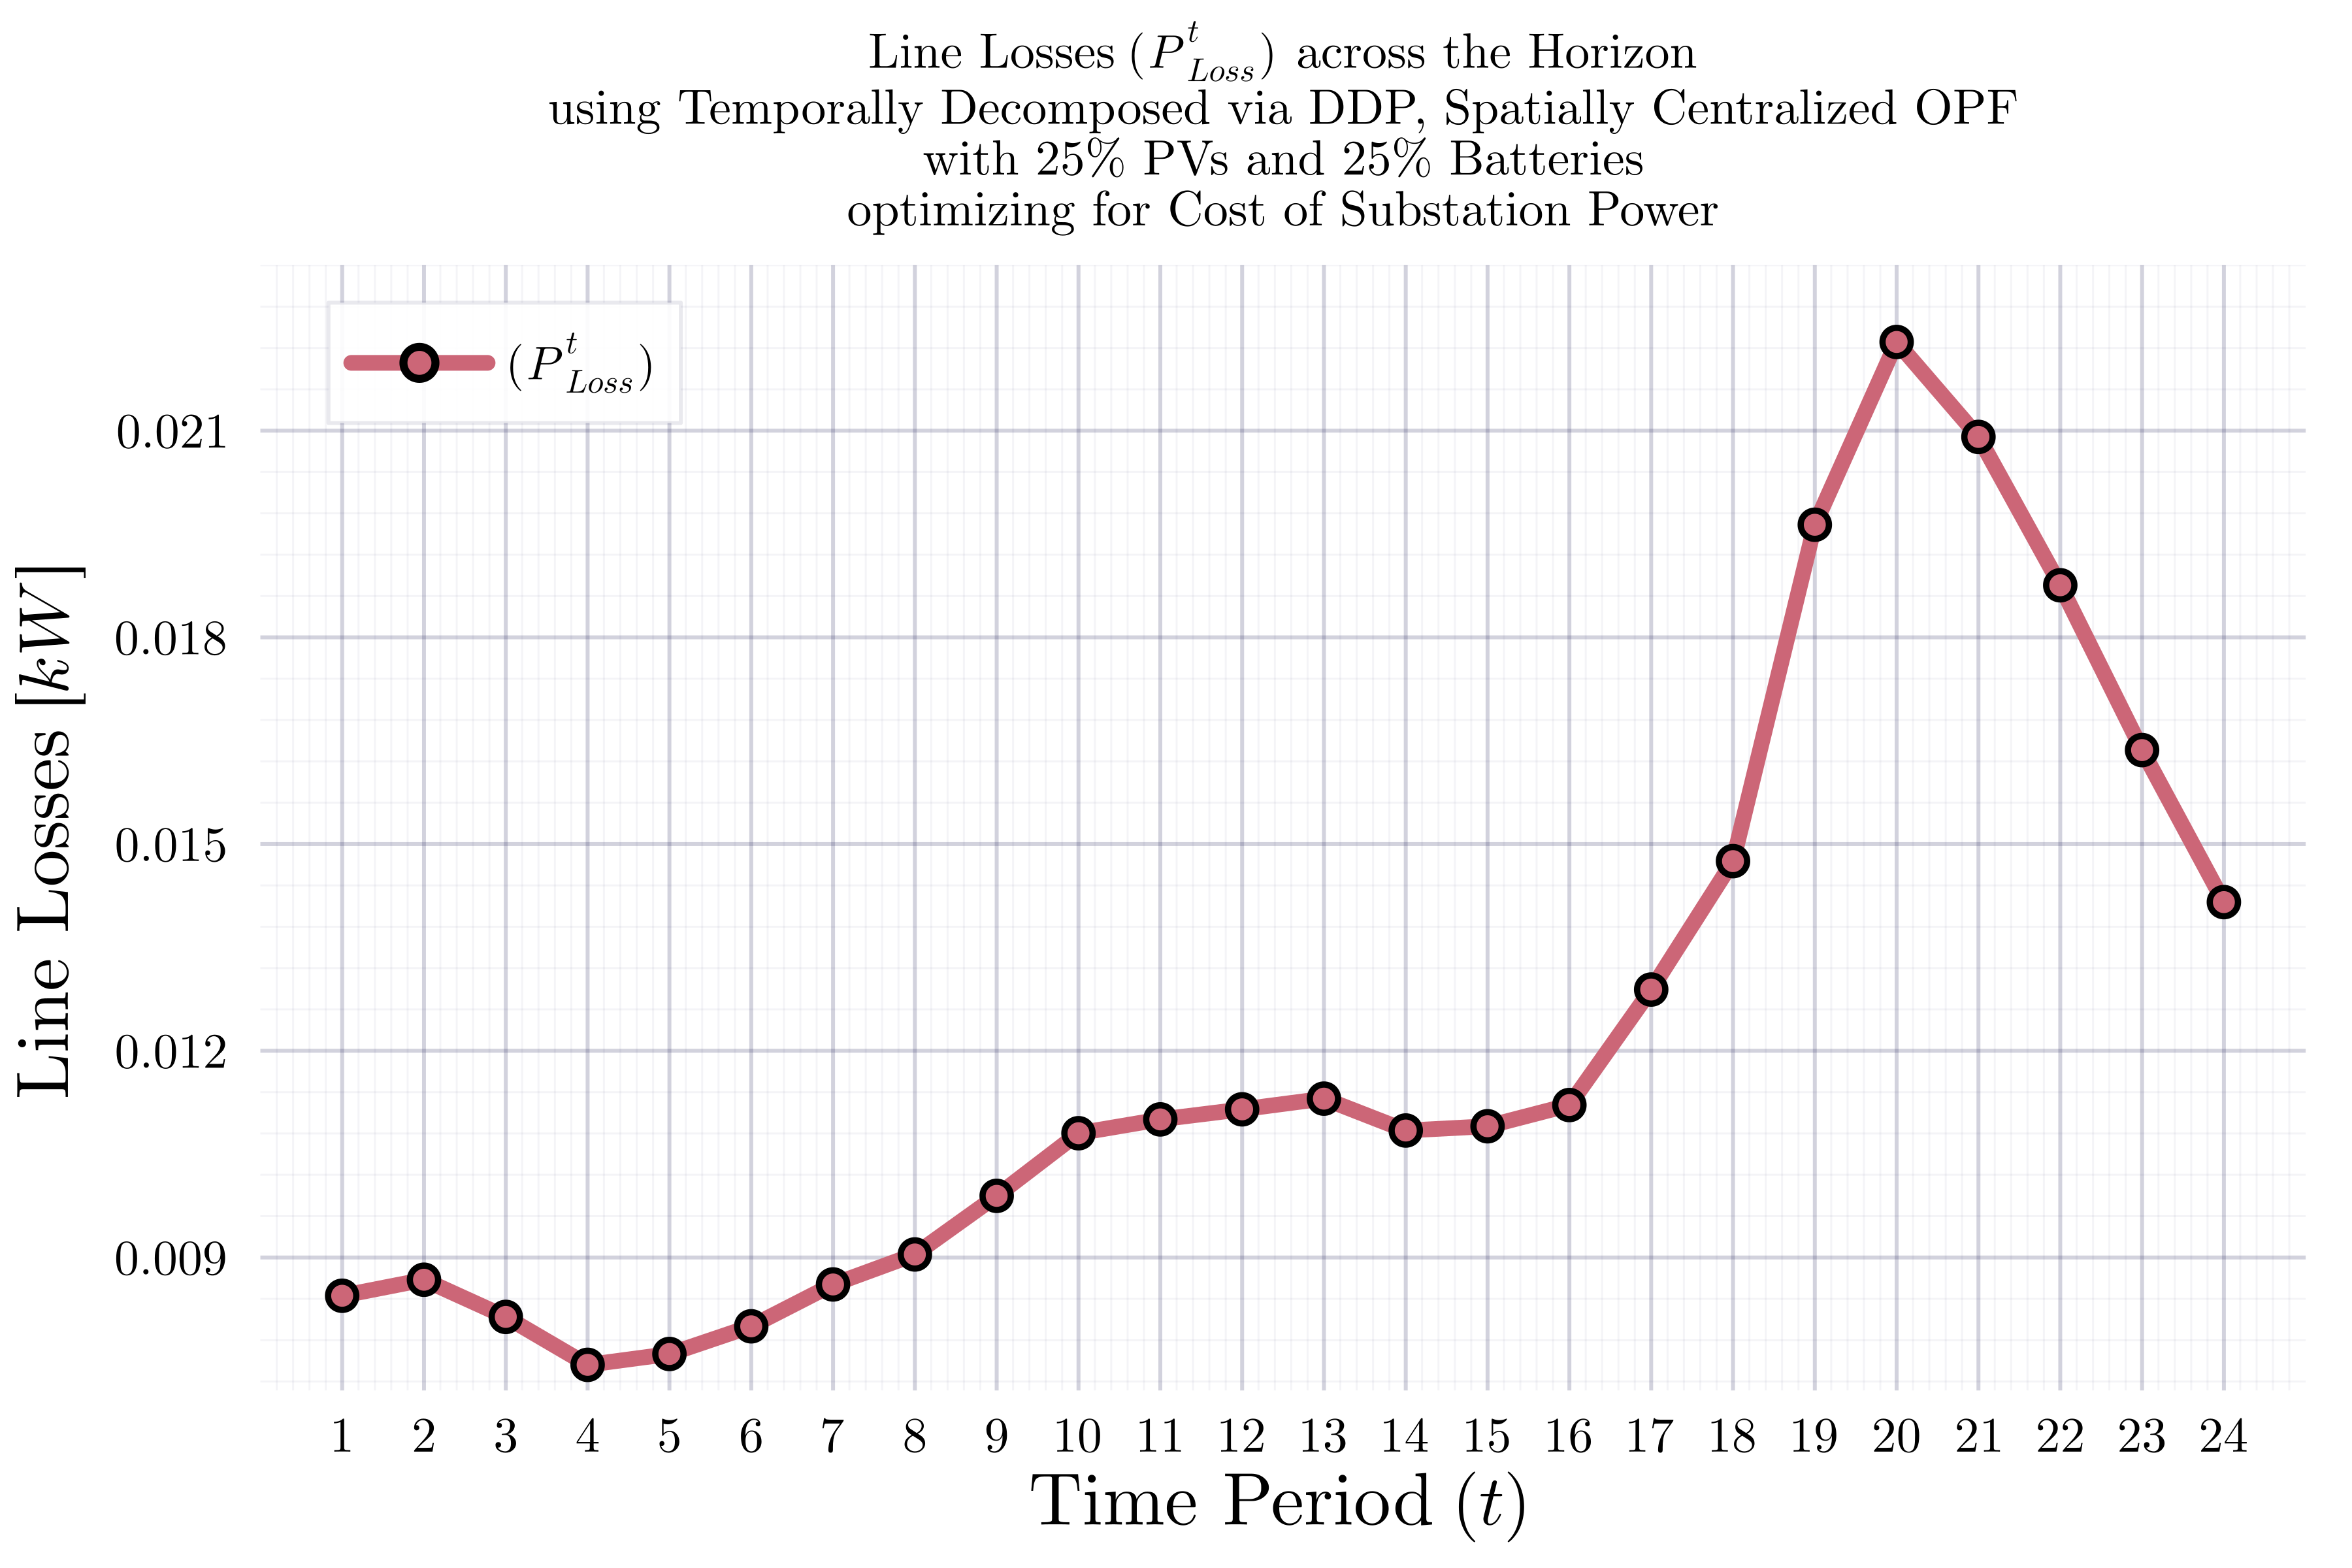 Line Losses (P^t_Loss) across the Horizon
using Temporally Decomposed via DDP, Spatially Centralized OPF
with 25% PVs and 25% Batteries
optimizing for Cost of Substation Power
(P^t_Loss)
Line Losses [kW]
0.021
0.018
0.015
0.012
0.009
1 2 3 4 5 6 7 8 9 10 11 12 13 14 15 16 17 18 19 20 21 22 23 24
Time Period (t)